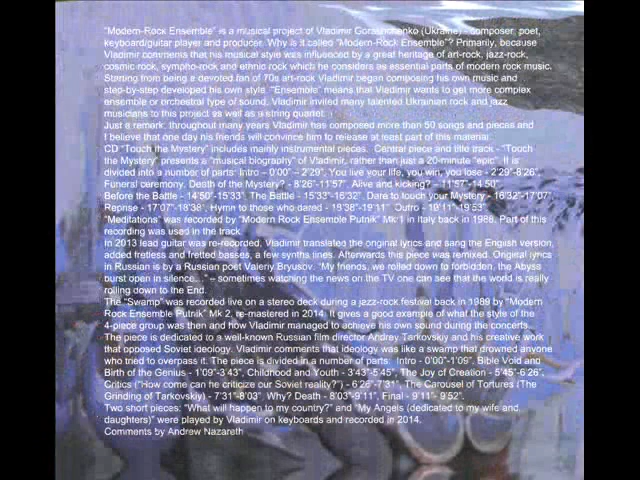 "Modern-Rock Ensemble" is a musical project of Vladimir Gorashchenko (Ukraine) - composer, poet,
keyboard/guitar player and producer. Why is it called "Modern-Rock Ensemble"? Primarily, because
Vladimir comments that his musical style was influenced by a great heritage of art-rock, jazz-rock,
cosmic rock, sympho-rock and ethnic rock which he considers as essential parts of modern rock music.
Starting from being a devoted fan of 70s art-rock Vladimir began composing his own music and
step-by-step developed his own style. "Ensemble" means that Vladimir wants to get more complex
ensemble or orchestral type of sound. Vladimir invited many talented Ukrainian rock and jazz
musicians to this project as well as a string quartet.
Just a remark: throughout many years Vladimir has composed more than 50 songs and pieces and
I believe that one day his friends will convince him to release at least part of this material.
CD "Touch the Mystery" includes mainly instrumental pieces. Central piece and title track - "Touch
the Mystery" presents a "musical biography" of Vladimir, rather than just a 20-minute "epic". It is
divided into a number of parts: Intro – 0'00" – 2'29", You live your life, you win, you lose - 2'29"-8'26",
Funeral ceremony. Death of the Mystery? - 8'26"-11'57", Alive and kicking? – 11'57"-14'50",
Before the Battle - 14'50"-15'33", The Battle - 15'33"-16'32", Dare to touch your Mystery - 16'32"-17'07",
Reprise - 17'07"-18'38", Hymn to those who dared - 18'38"-19'11", Outro - 19'11"-19'53".
"Meditations" was recorded by "Modern Rock Ensemble Putnik" Mk 1 in Italy back in 1988. Part of this
recording was used in the track.
In 2013 lead guitar was re-recorded, Vladimir translated the original lyrics and sang the English version,
added fretless and fretted basses, a few synths lines. Afterwards this piece was remixed. Original lyrics
in Russian is by a Russian poet Valeriy Bryusov. "My friends, we rolled down to forbidden, the Abyss
burst open in silence..." – sometimes watching the news on the TV one can see that the world is really
rolling down to the End.
The "Swamp" was recorded live on a stereo deck during a jazz-rock festival back in 1989 by "Modern
Rock Ensemble Putnik" Mk 2, re-mastered in 2014. It gives a good example of what the style of the
4-piece group was then and how Vladimir managed to achieve his own sound during the concerts.
The piece is dedicated to a well-known Russian film director Andrey Tarkovskiy and his creative work
that opposed Soviet ideology. Vladimir comments that ideology was like a swamp that drowned anyone
who tried to overpass it. The piece is divided in a number of parts: Intro - 0'00"-1'09", Bible Void and
Birth of the Genius - 1'09"-3'43", Childhood and Youth - 3'43"-5'45", The Joy of Creation - 5'45"-6'26",
Critics ("How come he can criticize our Soviet reality?") - 6'26"-7'31", The Carousel of Tortures (The
Grinding of Tarkovskiy) - 7'31"-8'03", Why? Death - 8'03"-9'11", Final - 9'11"- 9'52".
Two short pieces: "What will happen to my country?" and "My Angels (dedicated to my wife and
daughters)" were played by Vladimir on keyboards and recorded in 2014.
Comments by Andrew Nazareth